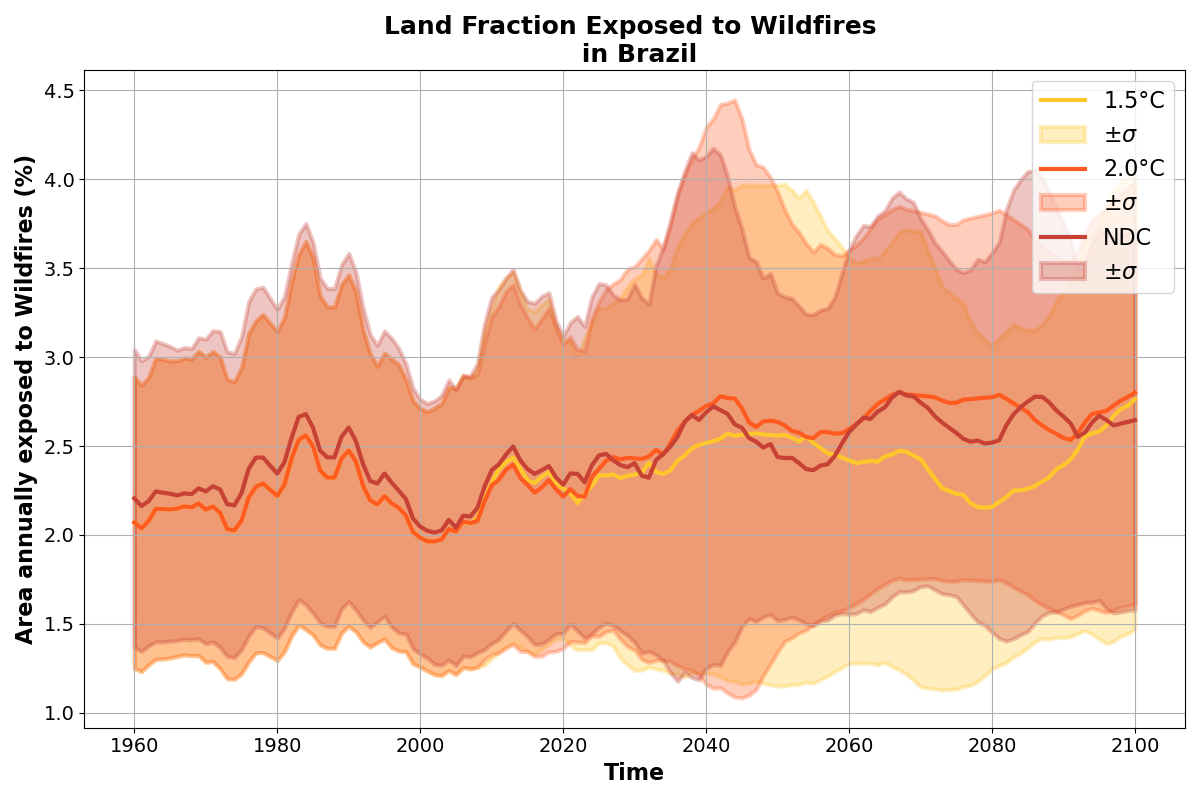 Land Fraction Exposed to Wildfires
in Brazil
Area annually exposed to Wildfires (%)
4.5
4.0
3.5
3.0
2.5
2.0
1.5
1.0
1.5°C
±σ
2.0°C
±σ
NDC
±σ
1960
1980
2000
2020
2040
2060
2080
2100
Time